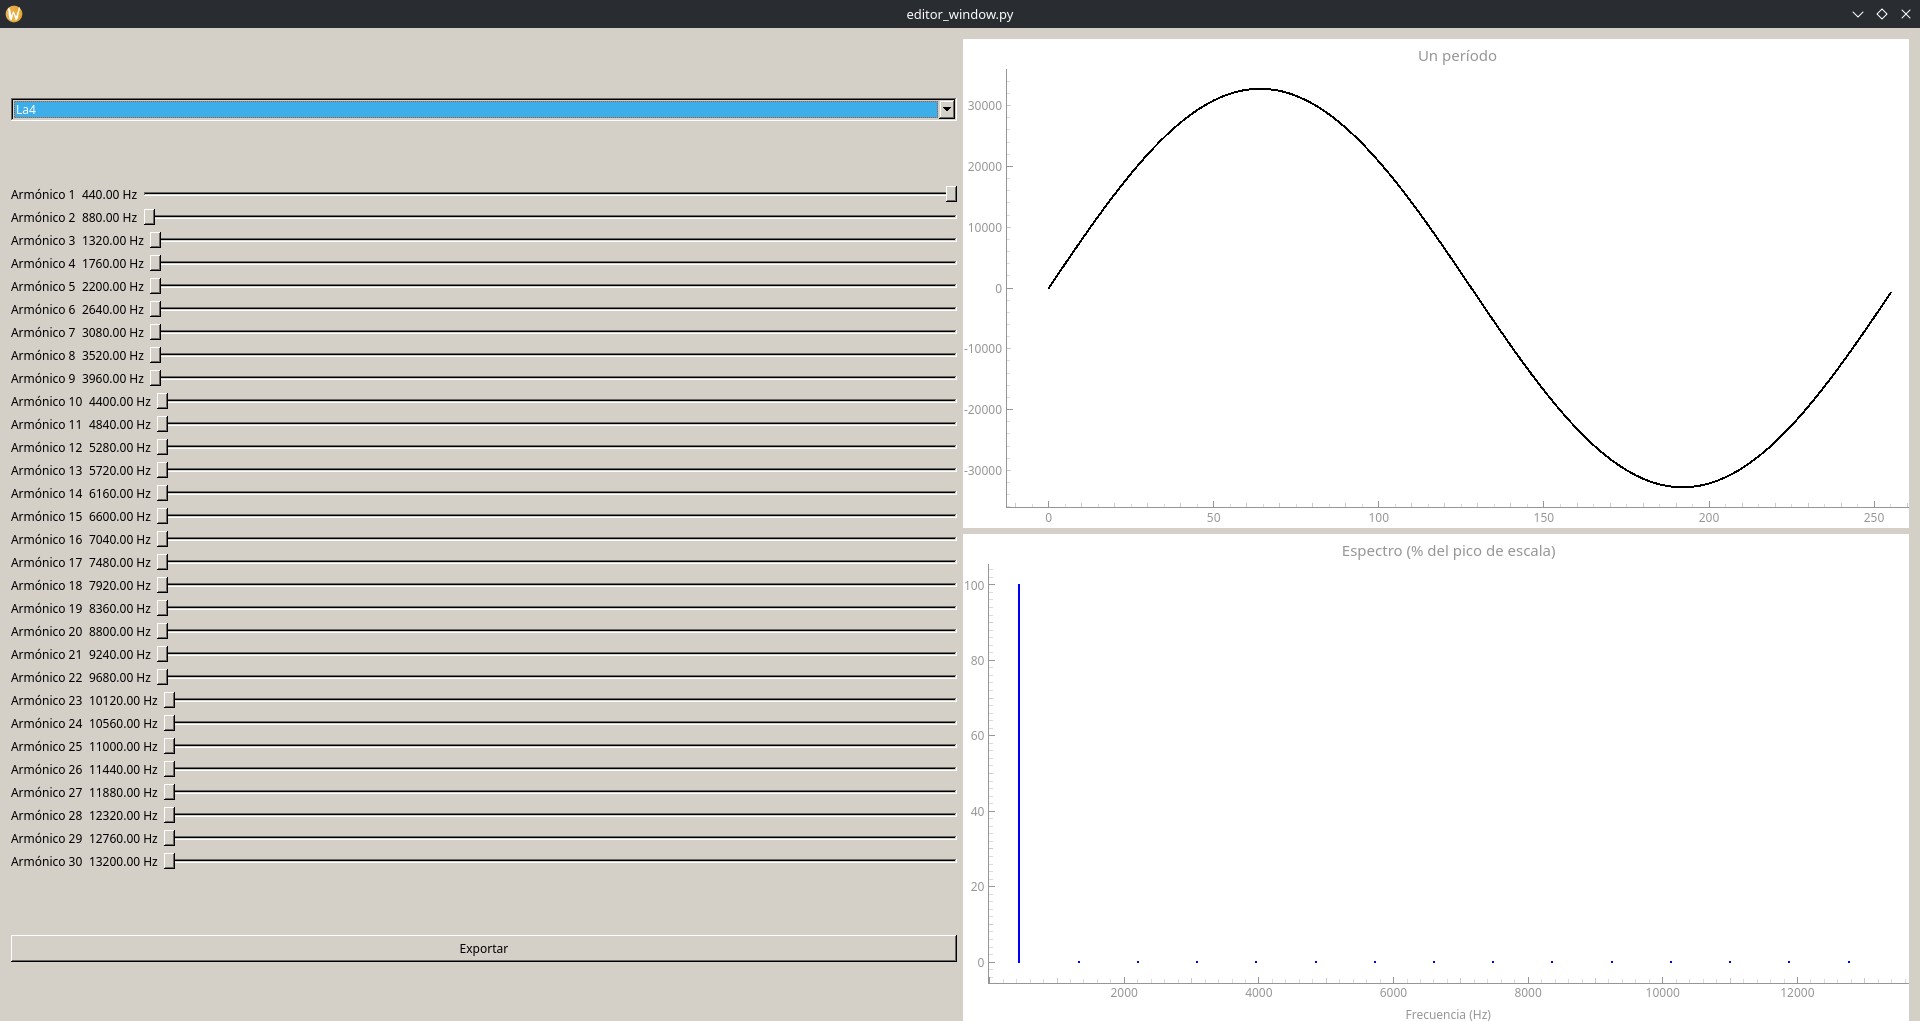 editor_window.py
La4
Armónico 1 440.00 Hz
Armónico 2 880.00 Hz
Armónico 3 1320.00 Hz
Armónico 4 1760.00 Hz
Armónico 5 2200.00 Hz
Armónico 6 2640.00 Hz
Armónico 7 3080.00 Hz
Armónico 8 3520.00 Hz
Armónico 9 3960.00 Hz
Armónico 10 4400.00 Hz
Armónico 11 4840.00 Hz
Armónico 12 5280.00 Hz
Armónico 13 5720.00 Hz
Armónico 14 6160.00 Hz
Armónico 15 6600.00 Hz
Armónico 16 7040.00 Hz
Armónico 17 7480.00 Hz
Armónico 18 7920.00 Hz
Armónico 19 8360.00 Hz
Armónico 20 8800.00 Hz
Armónico 21 9240.00 Hz
Armónico 22 9680.00 Hz
Armónico 23 10120.00 Hz
Armónico 24 10560.00 Hz
Armónico 25 11000.00 Hz
Armónico 26 11440.00 Hz
Armónico 27 11880.00 Hz
Armónico 28 12320.00 Hz
Armónico 29 12760.00 Hz
Armónico 30 13200.00 Hz
Exportar
Un período
30000
20000
10000
0
-10000
-20000
-30000
0 50 100 150 200 250
Espectro (% del pico de escala)
100
80
60
40
20
0
2000 4000 6000 8000 10000 12000
Frecuencia (Hz)